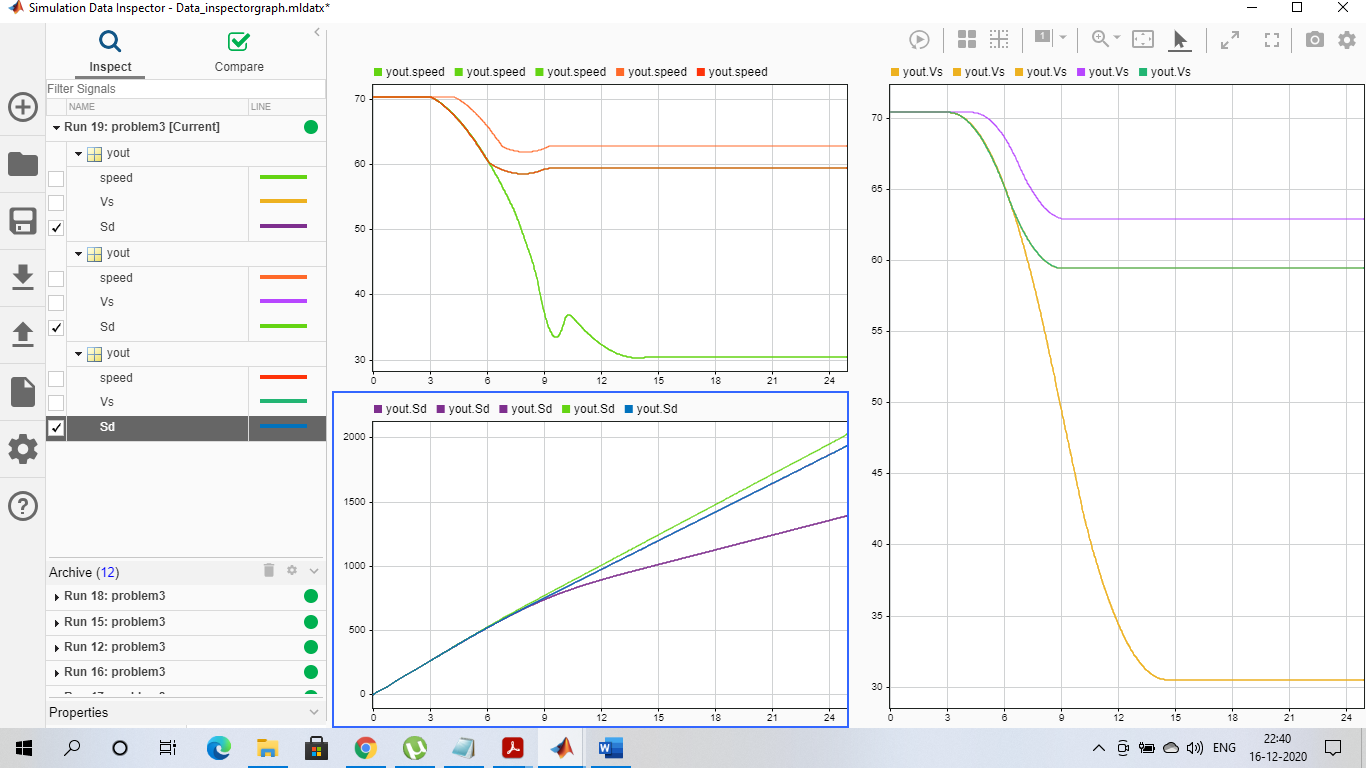 Simulation Data Inspector - Data_inspectorgraph.mldatx*
Inspect
Compare
Filter Signals
NAME LINE
Run 19: problem3 [Current]
yout
speed
Vs
Sd
yout
speed
Vs
Sd
yout
speed
Vs
Sd
Archive (12)
Run 18: problem3
Run 15: problem3
Run 12: problem3
Run 16: problem3
Properties
1
yout.speed yout.speed yout.speed yout.speed yout.speed
70
60
50
40
30
0 3 6 9 12 15 18 21 24
yout.Sd yout.Sd yout.Sd yout.Sd yout.Sd
2000
1500
1000
500
0
0 3 6 9 12 15 18 21 24
yout.Vs yout.Vs yout.Vs yout.Vs yout.Vs
70
65
60
55
50
45
40
35
30
0 3 6 9 12 15 18 21 24
ENG
22:40
16-12-2020